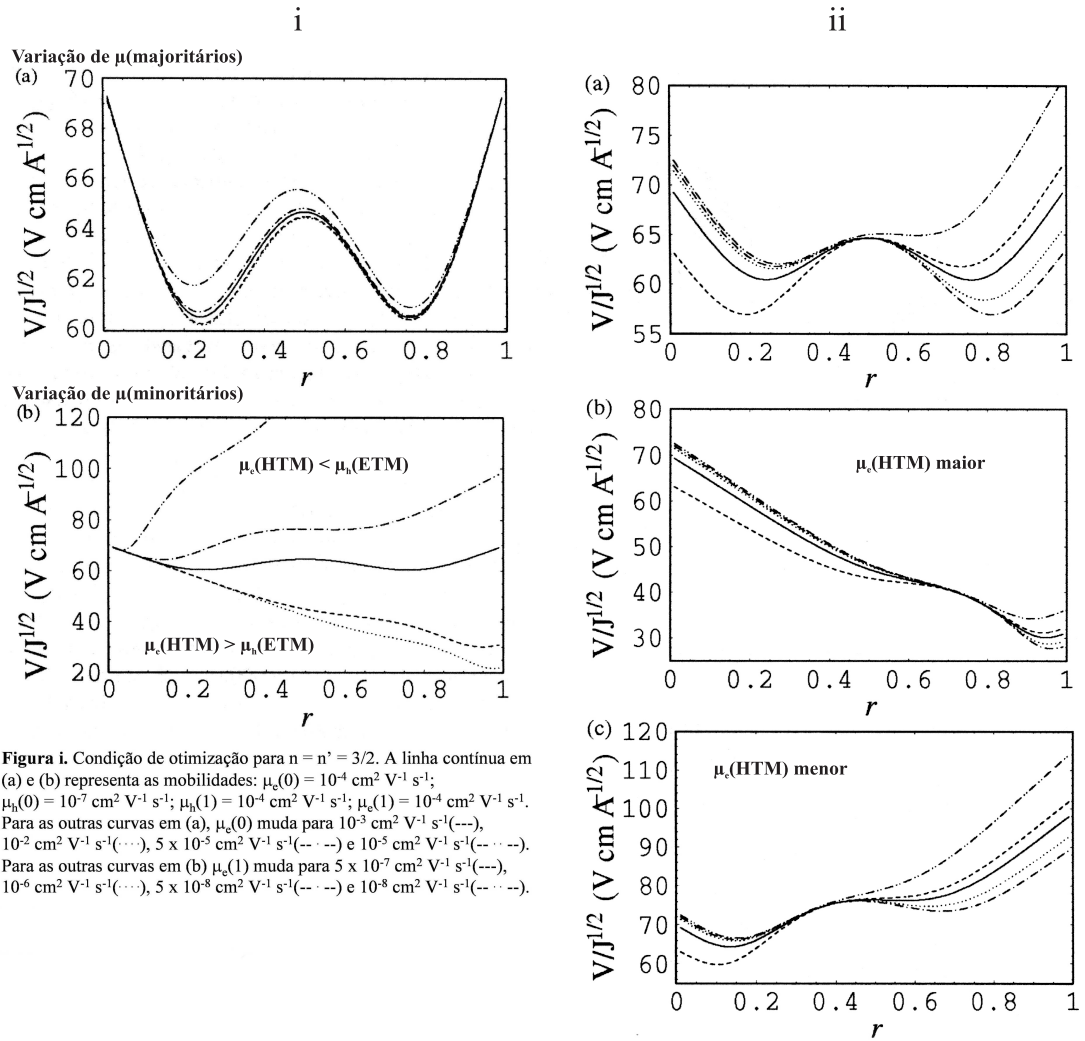 i
Variação de μ(majoritários)
(a)
70
68
66
64
62
60
V/J1/2 (V cm A1/2)
0 0.2 0.4 0.6 0.8 1
r
Variação de μ(minoritários)
(b)
120
100
80
60
40
20
V/J1/2 (V cm A-1/2)
μe(HTM) < μh(ETM)
μe(HTM) > μh(ETM)
0 0.2 0.4 0.6 0.8 1
r
Figura i. Condição de otimização para n = n’ = 3/2. A linha contínua em
(a) e (b) representa as mobilidades: μe(0) = 10-4 cm2 V-1 s-1;
μh(0) = 10-7 cm2 V-1 s-1; μh(1) = 10-4 cm2 V-1 s-1; μe(1) = 10-4 cm2 V-1 s-1.
Para as outras curvas em (a), μe(0) muda para 10-3 cm2 V-1 s-1(---),
10-2 cm2 V-1 s-1(····), 5 x 10-5 cm2 V-1 s-1(-- · --) e 10-5 cm2 V-1 s-1(-- · · --).
Para as outras curvas em (b) μe(1) muda para 5 x 10-7 cm2 V-1 s-1(---),
10-6 cm2 V-1 s-1(····), 5 x 10-8 cm2 V-1 s-1(-- · --) e 10-8 cm2 V-1 s-1(-- · · --).
ii
(a)
80
75
70
65
60
55
V/J1/2 (V cm A-1/2)
0 0.2 0.4 0.6 0.8 1
r
(b)
80
70
60
50
40
30
V/J1/2 (V cm A-1/2)
μe(HTM) maior
0 0.2 0.4 0.6 0.8 1
r
(c)
120
110
100
90
80
70
60
V/J1/2 (V cm A-1/2)
μe(HTM) menor
0 0.2 0.4 0.6 0.8 1
r